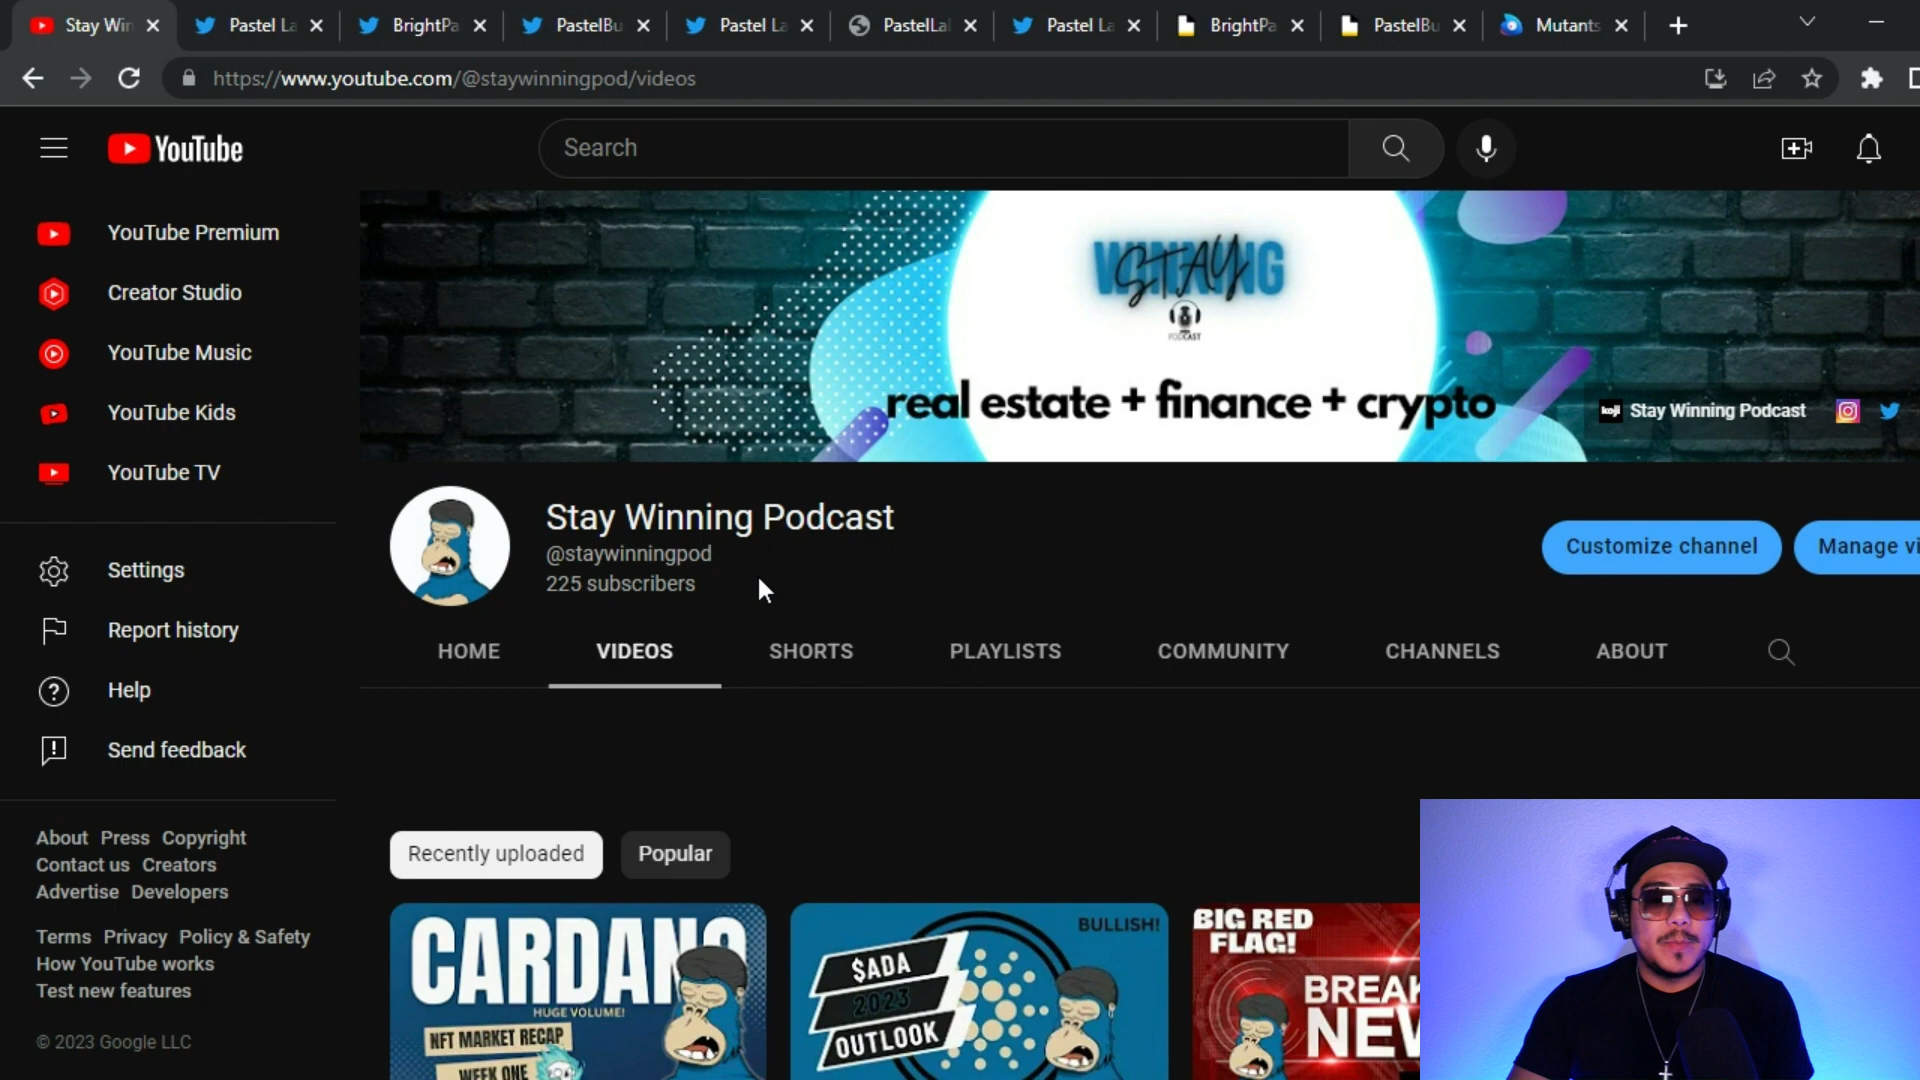 Stay Win
Pastel La
BrightPa
PastelBu
Pastel La
PastelLa
Pastel La
BrightPa
PastelBu
Mutants
https://www.youtube.com/@staywinningpod/videos
YouTube
Search
YouTube Premium
Creator Studio
YouTube Music
YouTube Kids
YouTube TV
Settings
Report history
Help
Send feedback
About Press Copyright
Contact us Creators
Advertise Developers
Terms Privacy Policy & Safety
How YouTube works
Test new features
© 2023 Google LLC
WINNING
STAY
PODCAST
real estate + finance + crypto
koji Stay Winning Podcast
Stay Winning Podcast
@staywinningpod
225 subscribers
Customize channel
Manage vi
HOME VIDEOS SHORTS PLAYLISTS COMMUNITY CHANNELS ABOUT
Recently uploaded
Popular
CARDANO
HUGE VOLUME!
NFT MARKET RECAP
WEEK ONE
BULLISH!
$ADA
2023
OUTLOOK
BIG RED
FLAG!
BREAK
NEW